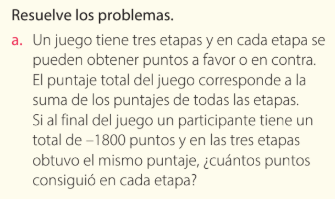 Resuelve los problemas.
a. Un juego tiene tres etapas y en cada etapa se
pueden obtener puntos a favor o en contra.
El puntaje total del juego corresponde a la
suma de los puntajes de todas las etapas.
Si al final del juego un participante tiene un
total de –1800 puntos y en las tres etapas
obtuvo el mismo puntaje, ¿cuántos puntos
consiguió en cada etapa?